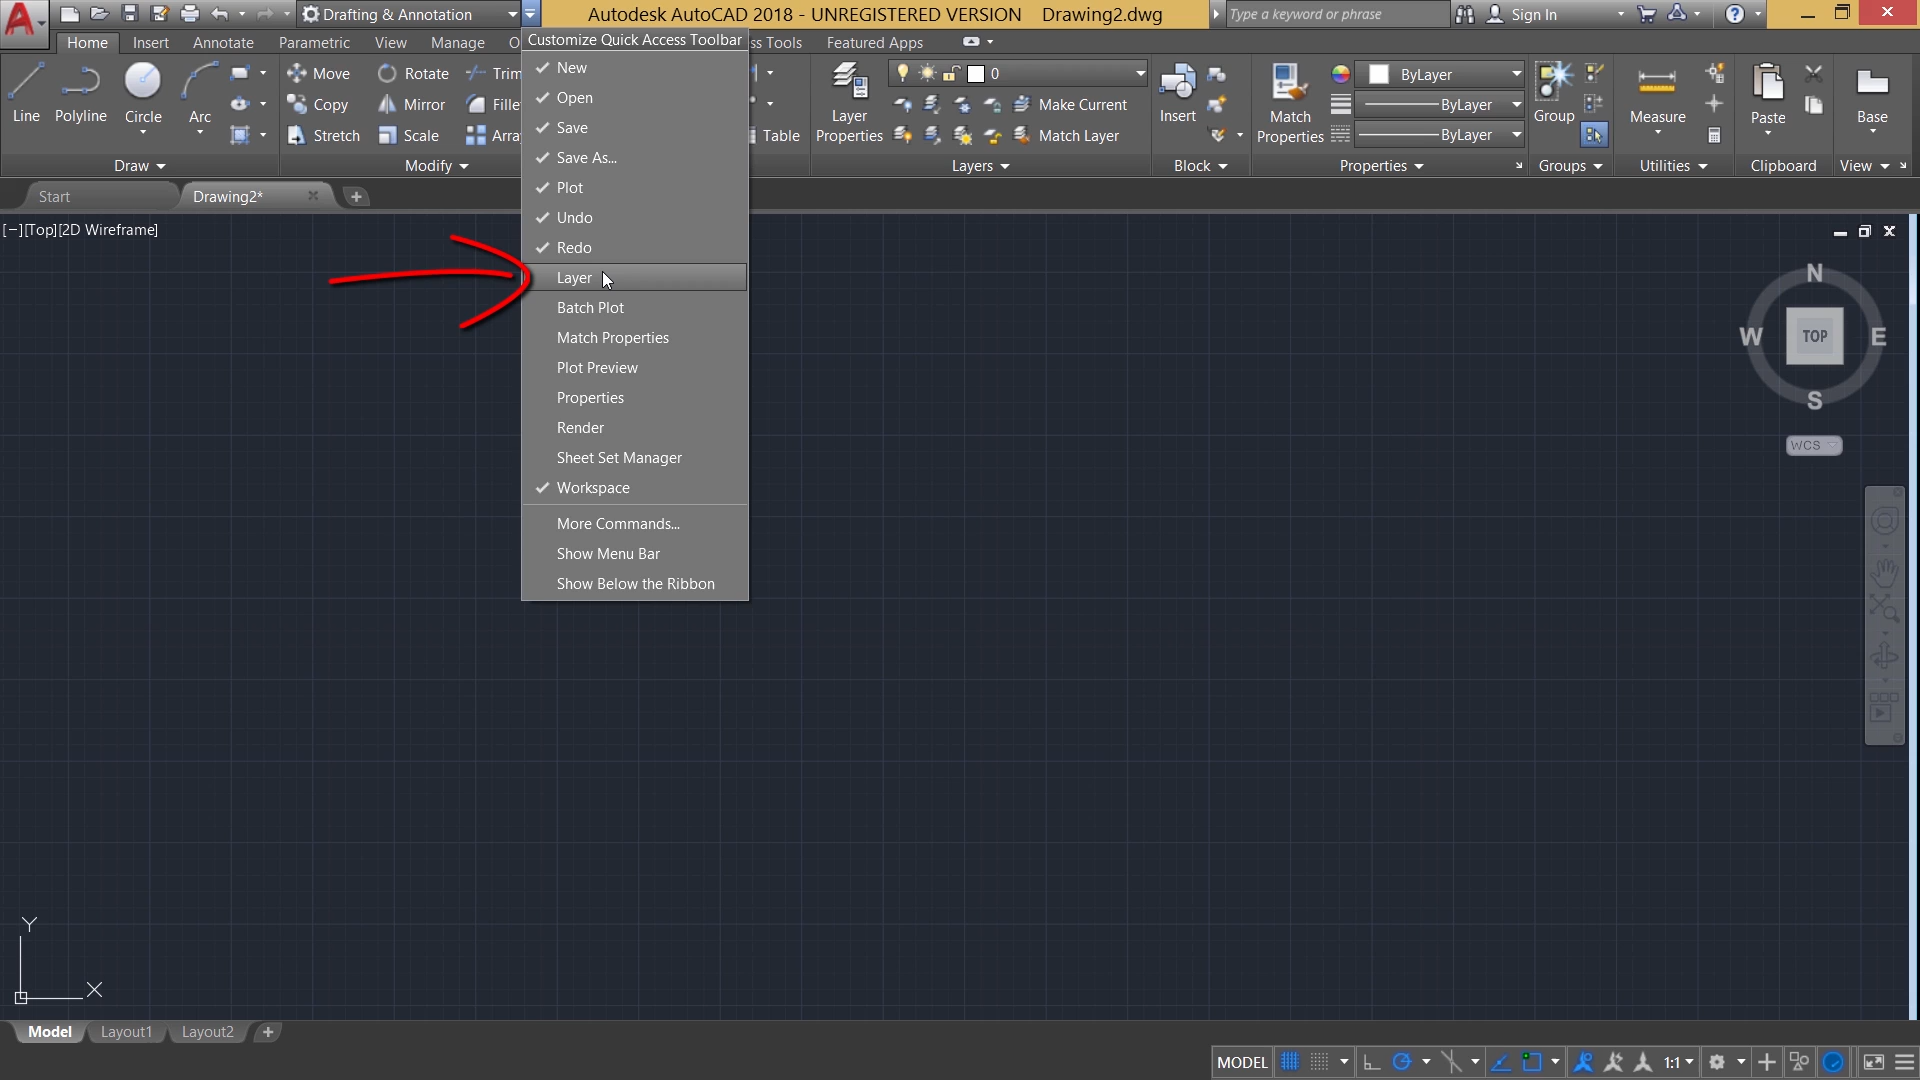 Drafting & Annotation
Autodesk AutoCAD 2018 - UNREGISTERED VERSION Drawing2.dwg
Type a keyword or phrase
Sign In
Home Insert Annotate Parametric View Manage O
Customize Quick Access Toolbar
ss Tools Featured Apps
New
Open
Save
Save As...
Plot
Undo
Redo
Layer
Batch Plot
Match Properties
Plot Preview
Properties
Render
Sheet Set Manager
Workspace
More Commands...
Show Menu Bar
Show Below the Ribbon
Line
Polyline
Circle
Arc
Draw
Move
Rotate
Trim
Copy
Mirror
Fille
Stretch
Scale
Arra
Modify
Table
Layer
Properties
0
Make Current
Match Layer
Layers
Insert
Block
Match
Properties
ByLayer
ByLayer
ByLayer
Properties
Group
Groups
Measure
Utilities
Paste
Clipboard
Base
View
Start
Drawing2*
[−][Top][2D Wireframe]
N
W
TOP
E
S
WCS
Y
X
Model
Layout1
Layout2
MODEL
1:1